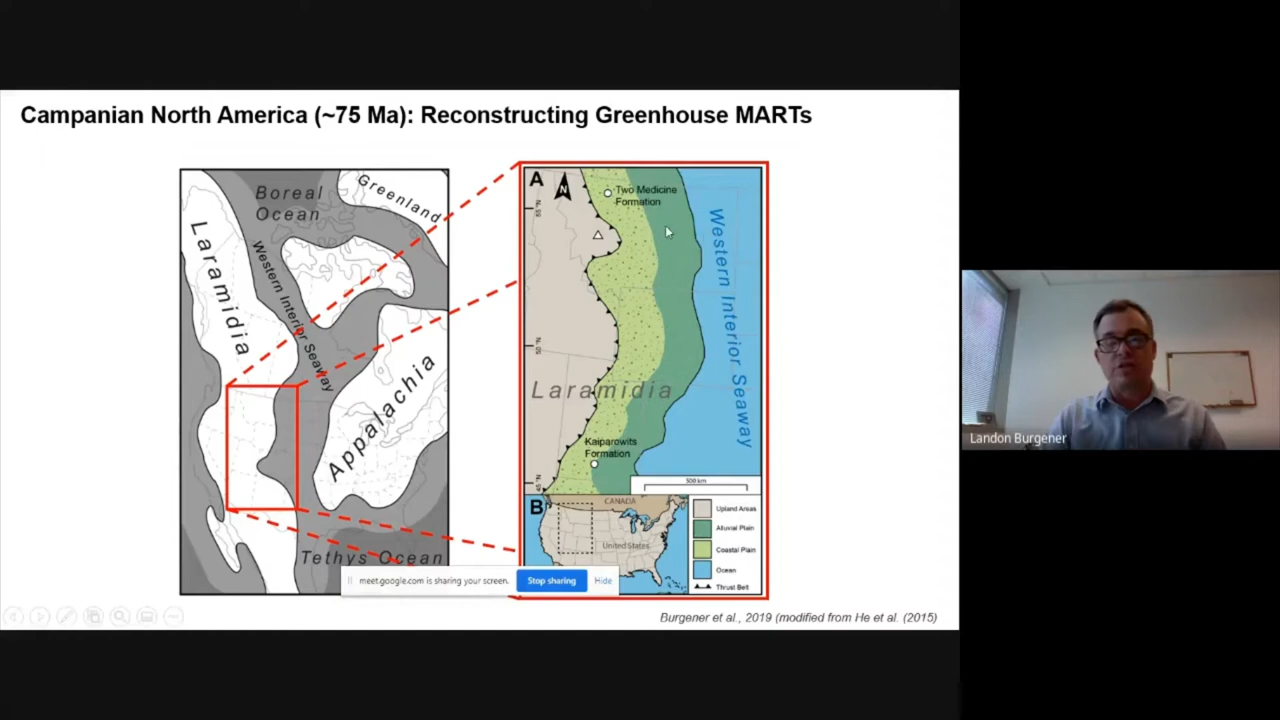 Campanian North America (~75 Ma): Reconstructing Greenhouse MARTs
Boreal
Ocean
Greenland
Laramidia
Western Interior Seaway
Appalachia
Tethys Ocean
A
N
Two Medicine
Formation
55°N
50°N
45°N
Western Interior Seaway
Laramidia
Kaiparowits
Formation
500 km
B
CANADA
United States
Upland Areas
Alluvial Plain
Coastal Plain
Ocean
Thrust Belt
meet.google.com is sharing your screen.
Stop sharing
Hide
Burgener et al., 2019 (modified from He et al. (2015)
Landon Burgener